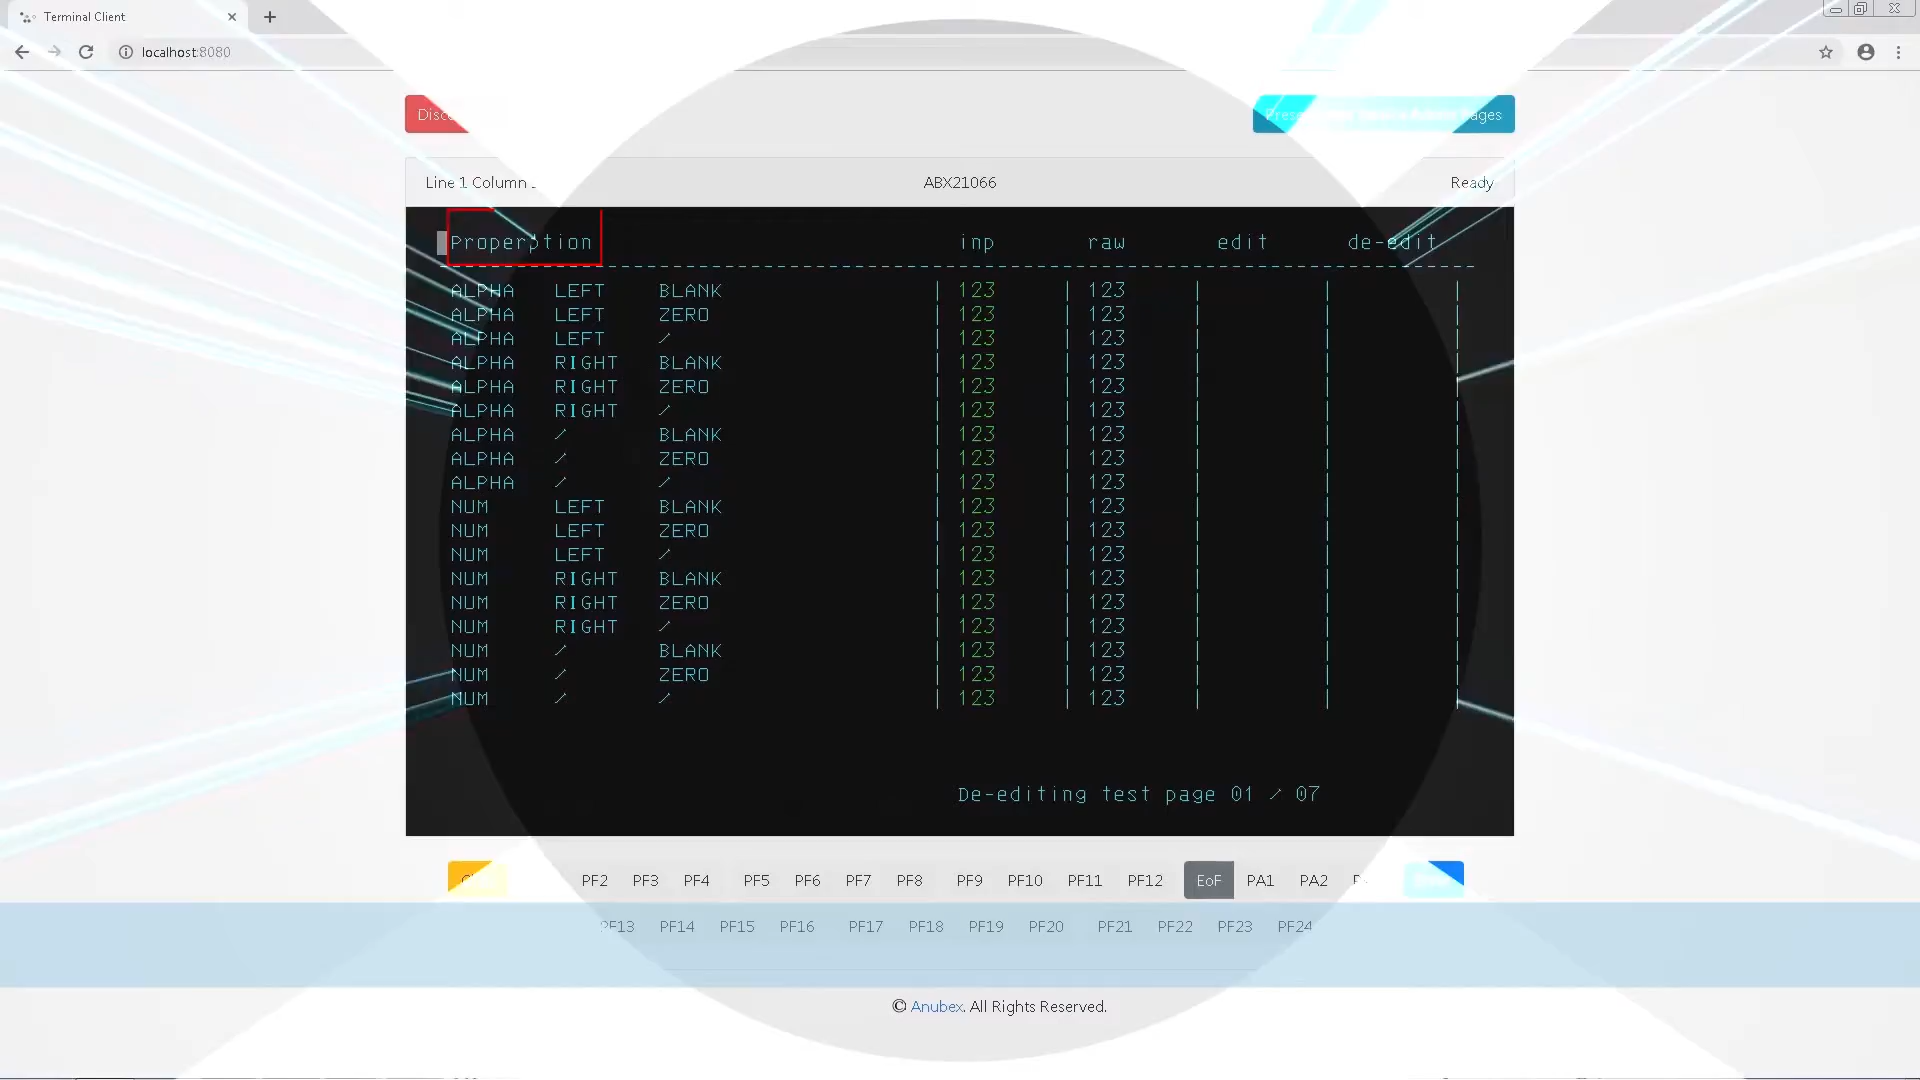 Terminal Client
localhost:8080
Line 1 Column
ABX21066
Ready
Properption inp raw edit de-edit
ALPHA LEFT BLANK | 123 | 123 | | |
ALPHA LEFT ZERO | 123 | 123 | | |
ALPHA LEFT / | 123 | 123 | | |
ALPHA RIGHT BLANK | 123 | 123 | | |
ALPHA RIGHT ZERO | 123 | 123 | | |
ALPHA RIGHT / | 123 | 123 | | |
ALPHA / BLANK | 123 | 123 | | |
ALPHA / ZERO | 123 | 123 | | |
ALPHA / / | 123 | 123 | | |
NUM LEFT BLANK | 123 | 123 | | |
NUM LEFT ZERO | 123 | 123 | | |
NUM LEFT / | 123 | 123 | | |
NUM RIGHT BLANK | 123 | 123 | | |
NUM RIGHT ZERO | 123 | 123 | | |
NUM RIGHT / | 123 | 123 | | |
NUM / BLANK | 123 | 123 | | |
NUM / ZERO | 123 | 123 | | |
NUM / / | 123 | 123 | | |
De-editing test page 01 / 07
PF2 PF3 PF4 PF5 PF6 PF7 PF8 PF9 PF10 PF11 PF12 EoF PA1 PA2
PF13 PF14 PF15 PF16 PF17 PF18 PF19 PF20 PF21 PF22 PF23 PF24
© Anubex. All Rights Reserved.